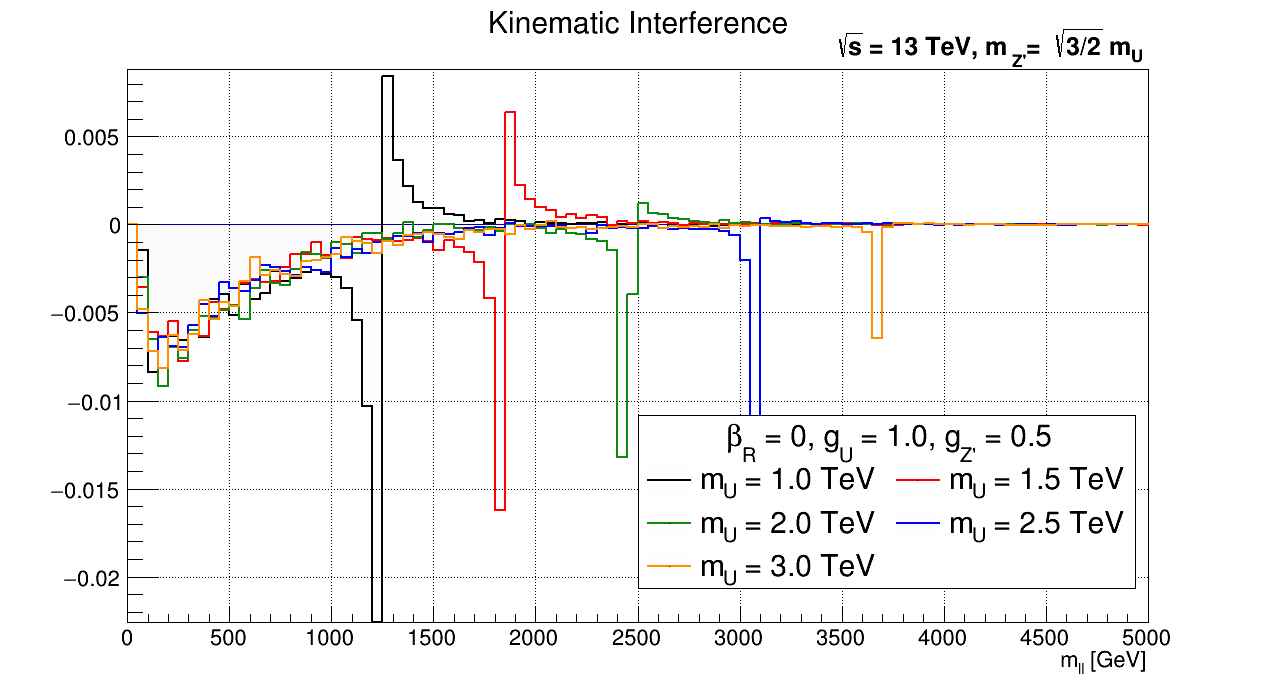 Kinematic Interference
√s = 13 TeV, m_Z'= √3/2 m_U
0.005
0
−0.005
−0.01
−0.015
−0.02
β_R = 0, g_U = 1.0, g_Z' = 0.5
m_U = 1.0 TeV m_U = 1.5 TeV
m_U = 2.0 TeV m_U = 2.5 TeV
m_U = 3.0 TeV
0 500 1000 1500 2000 2500 3000 3500 4000 4500 5000
m_ll [GeV]